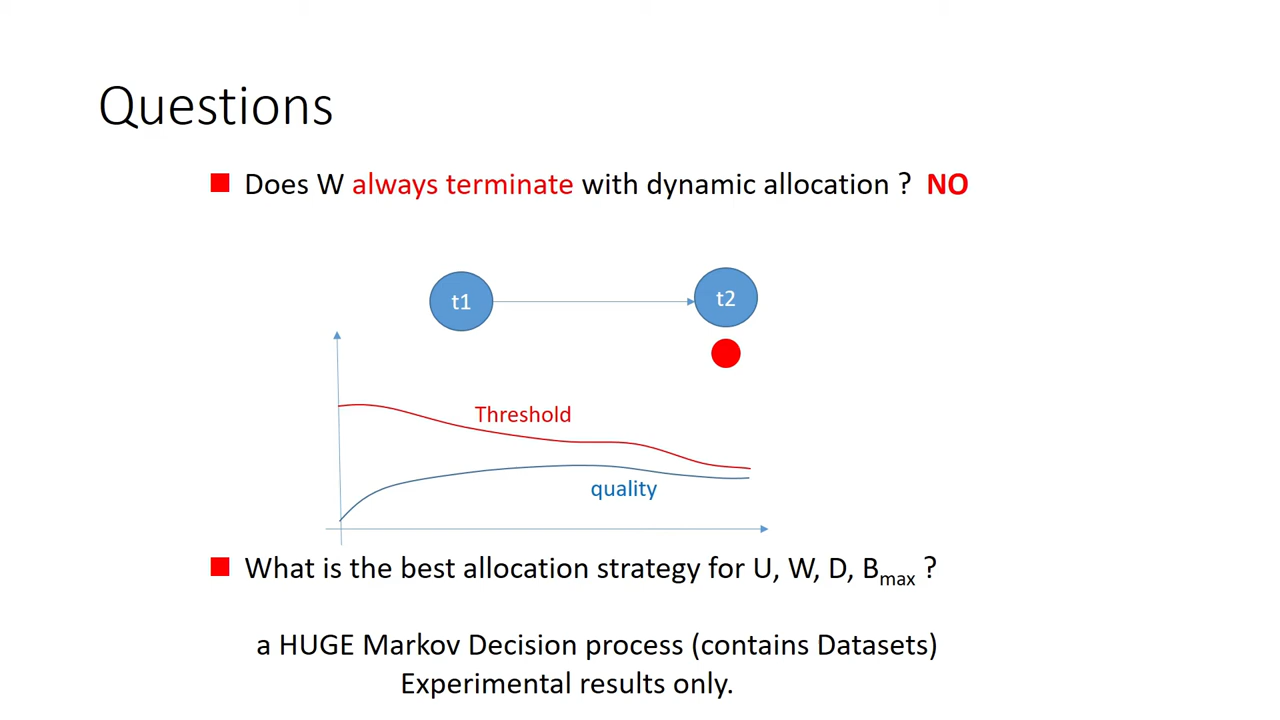 Questions
Does W always terminate with dynamic allocation ? NO
t1
t2
Threshold
quality
What is the best allocation strategy for U, W, D, Bmax ?
a HUGE Markov Decision process (contains Datasets)
Experimental results only.